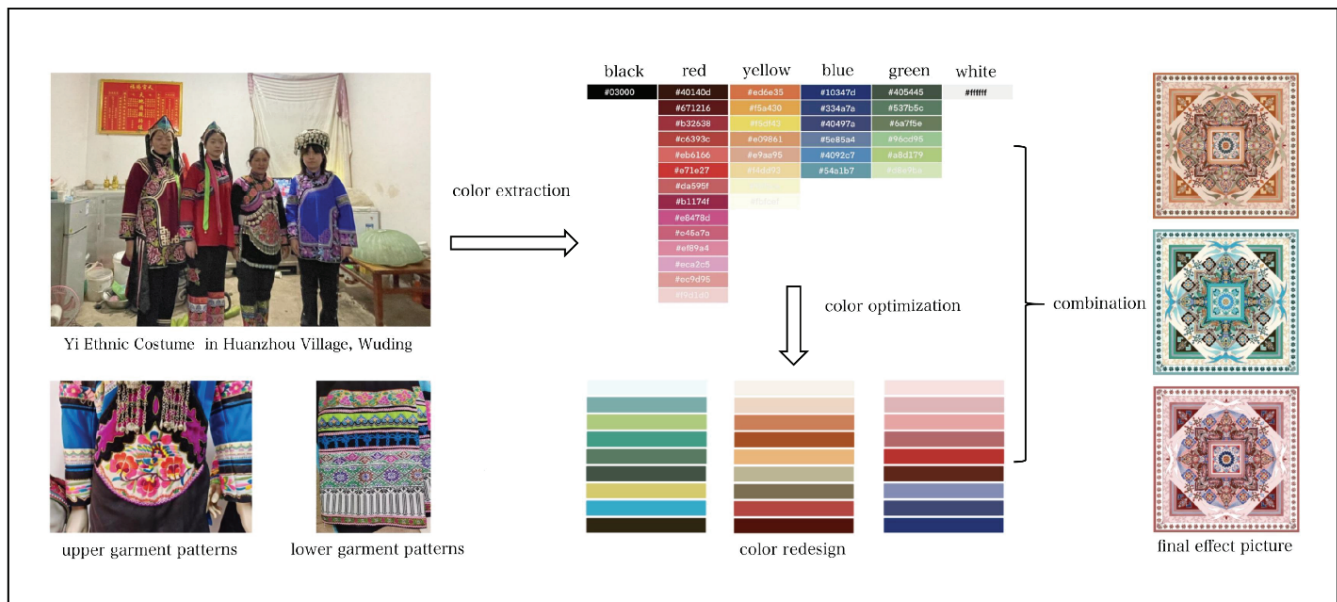 black
red
yellow
blue
green
white
#03000
#40140d
#ed6e35
#10347d
#405445
#ffffff
#671216
#f5a430
#334a7a
#537b5c
#b32638
#40497a
#6a7f5e
#c6393c
#e09861
#5e85a4
#96cd95
#eb6166
#e9ae95
#4092c7
#a8d179
#e71e27
#54a1b7
#da595f
#b1174f
#e8478d
#c45a7a
#ef89a4
#eca2c5
#ec9d95
color extraction
color optimization
combination
Yi Ethnic Costume in Huanzhou Village, Wuding
upper garment patterns
lower garment patterns
color redesign
final effect picture